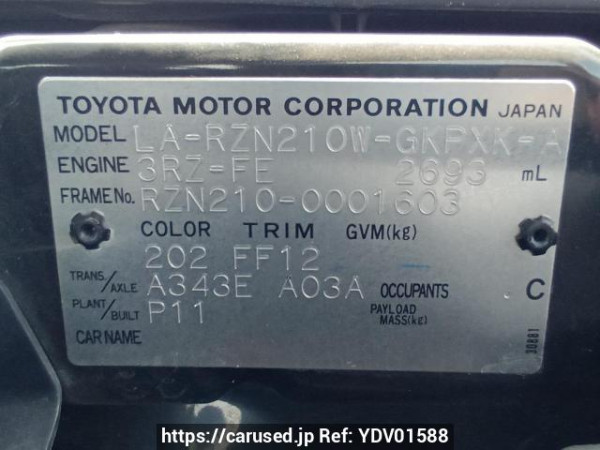 TOYOTA MOTOR CORPORATION JAPAN
MODEL LA-RZN210W-GKPXK-A
ENGINE 3RZ-FE 2693 mL
FRAME No. RZN210-0001603
COLOR TRIM GVM(kg)
202 FF12
TRANS./AXLE A343E A03A OCCUPANTS C
PLANT/BUILT P11 PAYLOAD MASS(kg)
CAR NAME
30881
https://carused.jp Ref: YDV01588